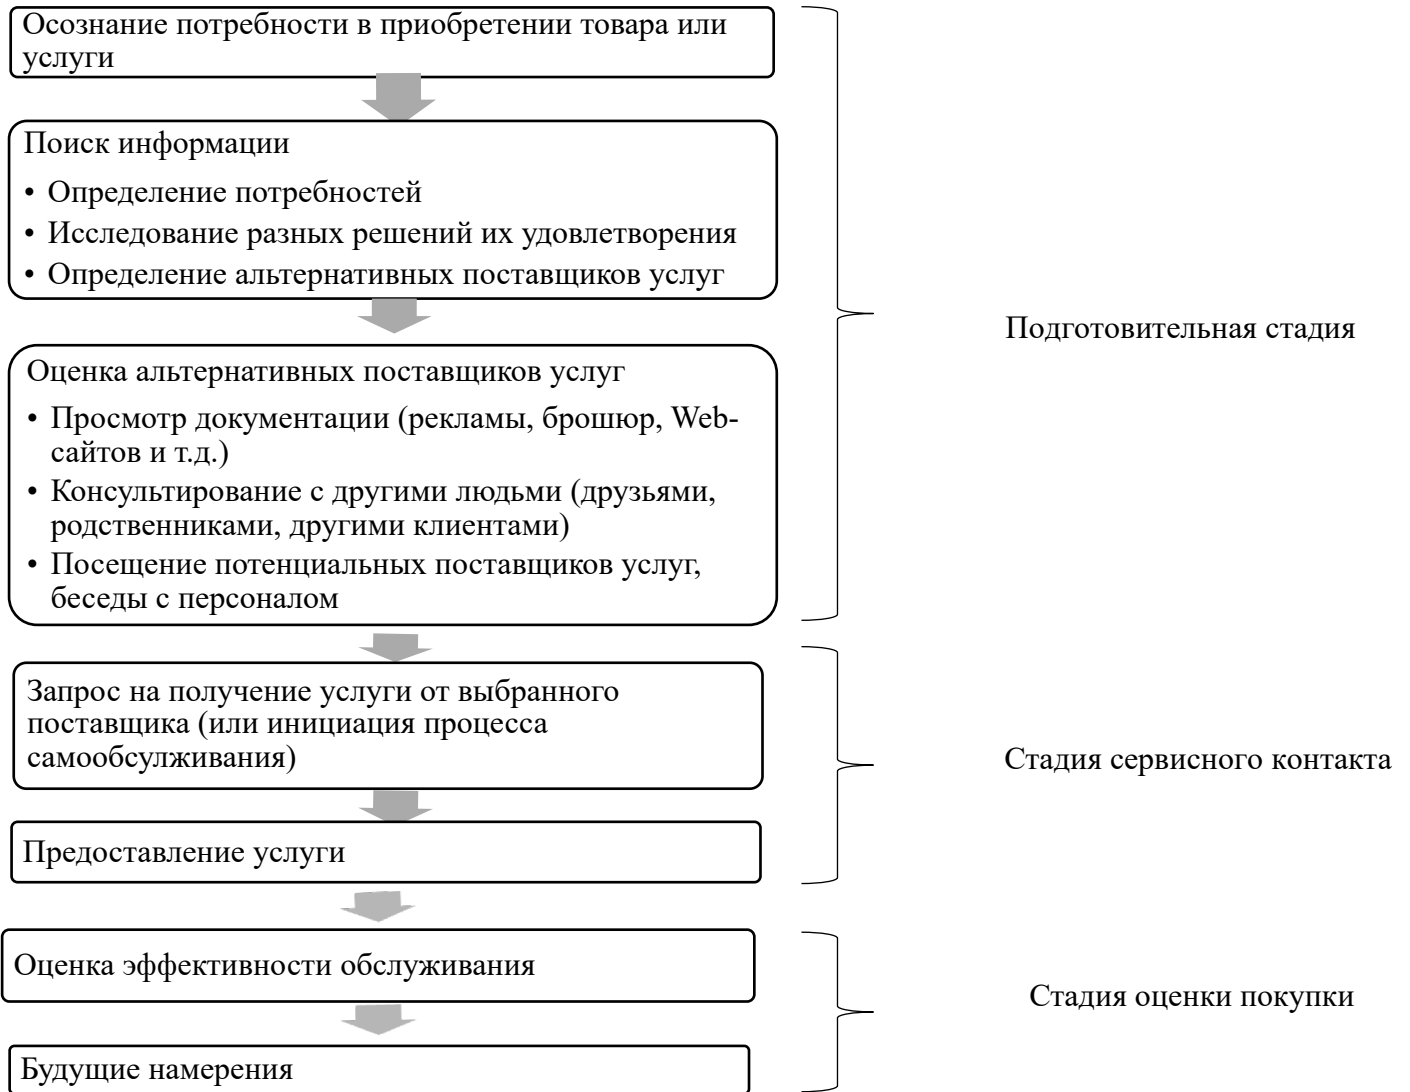 Осознание потребности в приобретении товара или
услуги
Поиск информации
• Определение потребностей
• Исследование разных решений их удовлетворения
• Определение альтернативных поставщиков услуг
Подготовительная стадия
Оценка альтернативных поставщиков услуг
• Просмотр документации (рекламы, брошюр, Web-
сайтов и т.д.)
• Консультирование с другими людьми (друзьями,
родственниками, другими клиентами)
• Посещение потенциальных поставщиков услуг,
беседы с персоналом
Запрос на получение услуги от выбранного
поставщика (или инициация процесса
самообсулживания)
Стадия сервисного контакта
Предоставление услуги
Оценка эффективности обслуживания
Стадия оценки покупки
Будущие намерения